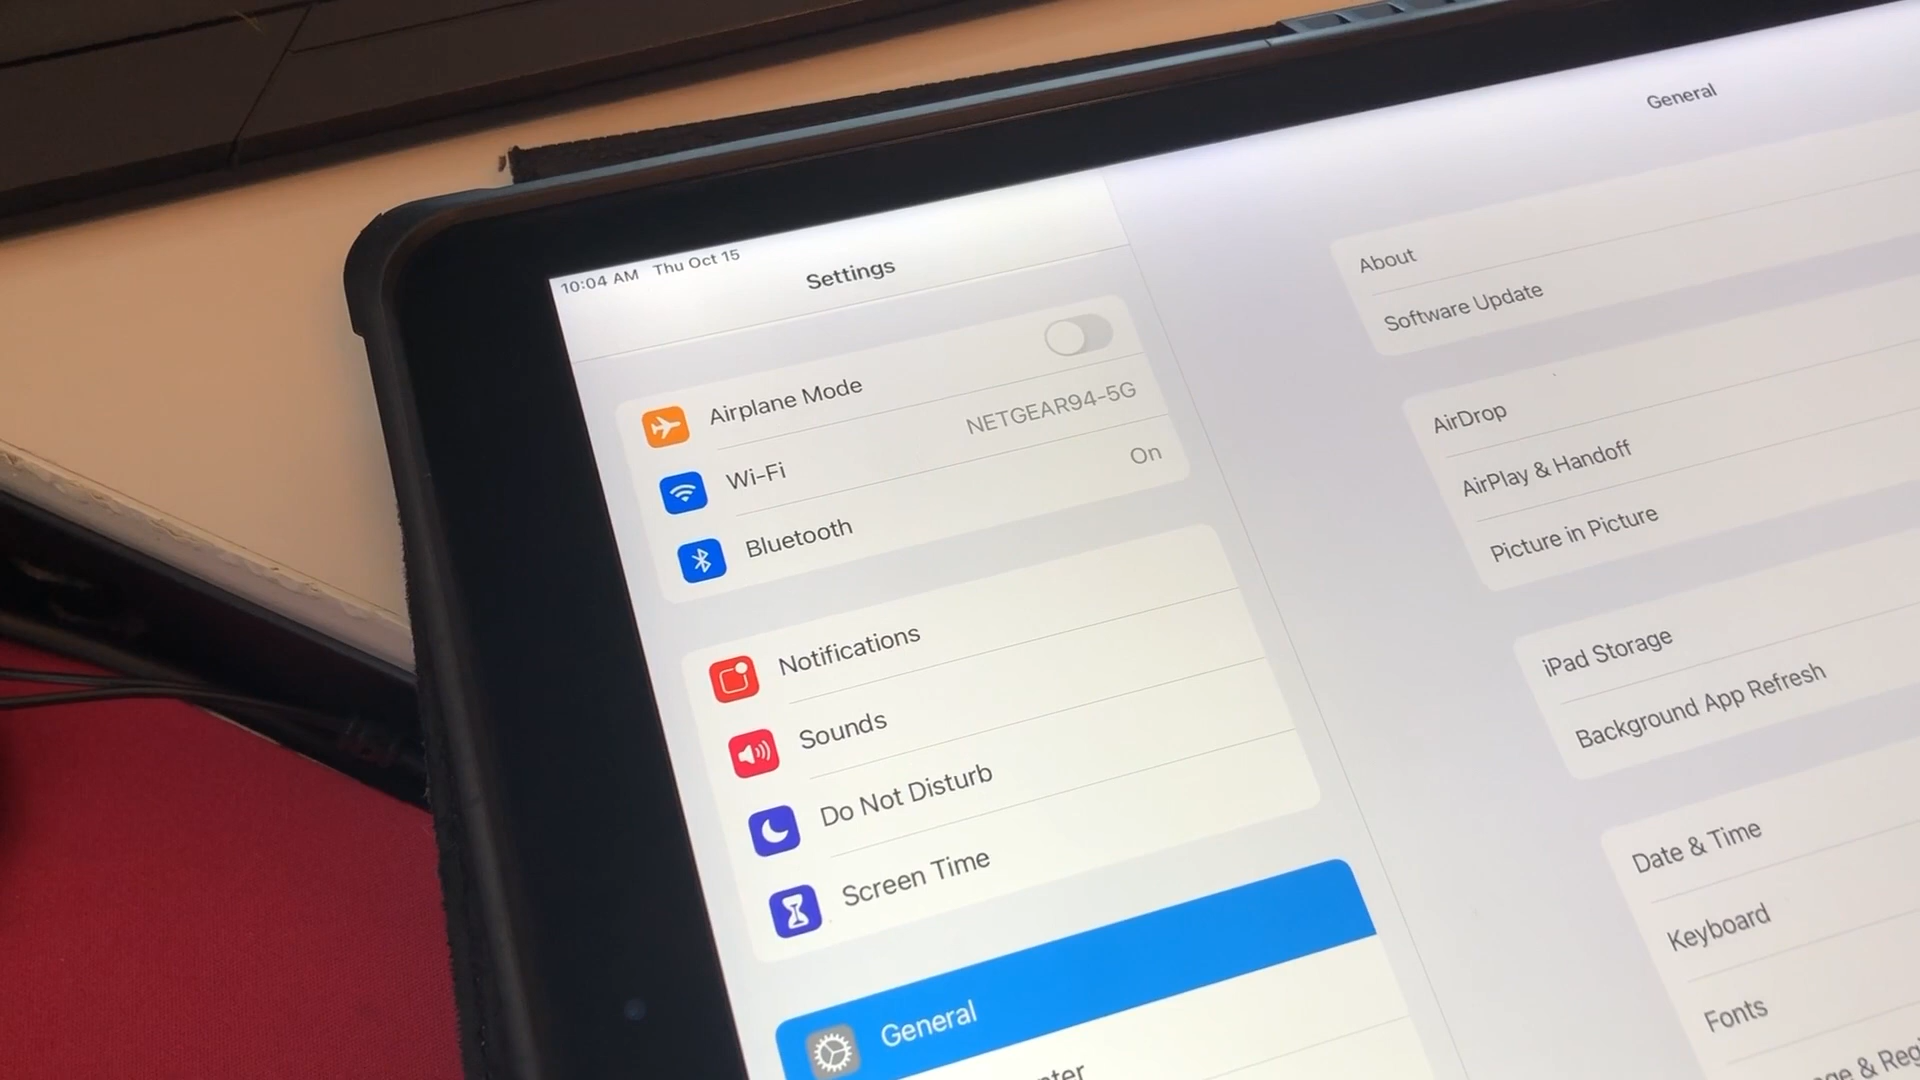 10:04 AM Thu Oct 15
Settings
Airplane Mode
Wi-Fi NETGEAR94-5G
Bluetooth On
Notifications
Sounds
Do Not Disturb
Screen Time
General
General
About
Software Update
AirDrop
AirPlay & Handoff
Picture in Picture
iPad Storage
Background App Refresh
Date & Time
Keyboard
Fonts